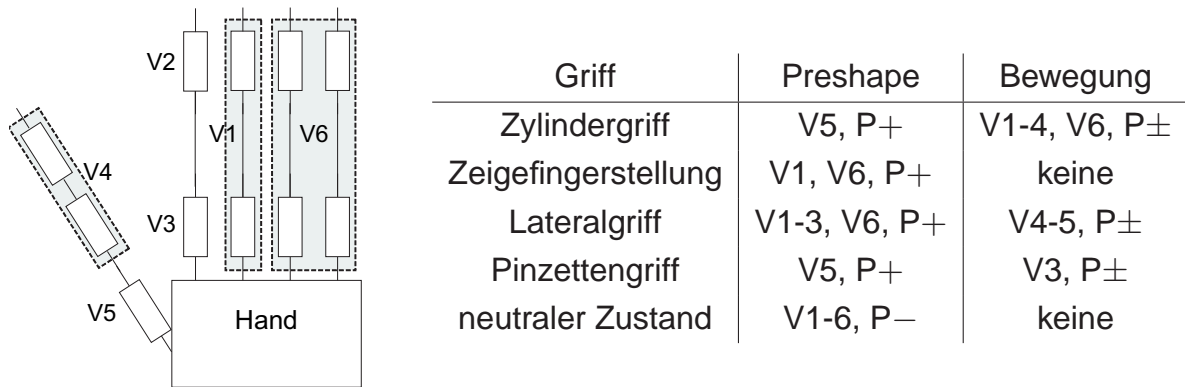 V2
V1
V6
V4
V3
V5
Hand
Griff Preshape Bewegung
Zylindergriff V5, P+ V1-4, V6, P±
Zeigefingerstellung V1, V6, P+ keine
Lateralgriff V1-3, V6, P+ V4-5, P±
Pinzettengriff V5, P+ V3, P±
neutraler Zustand V1-6, P− keine